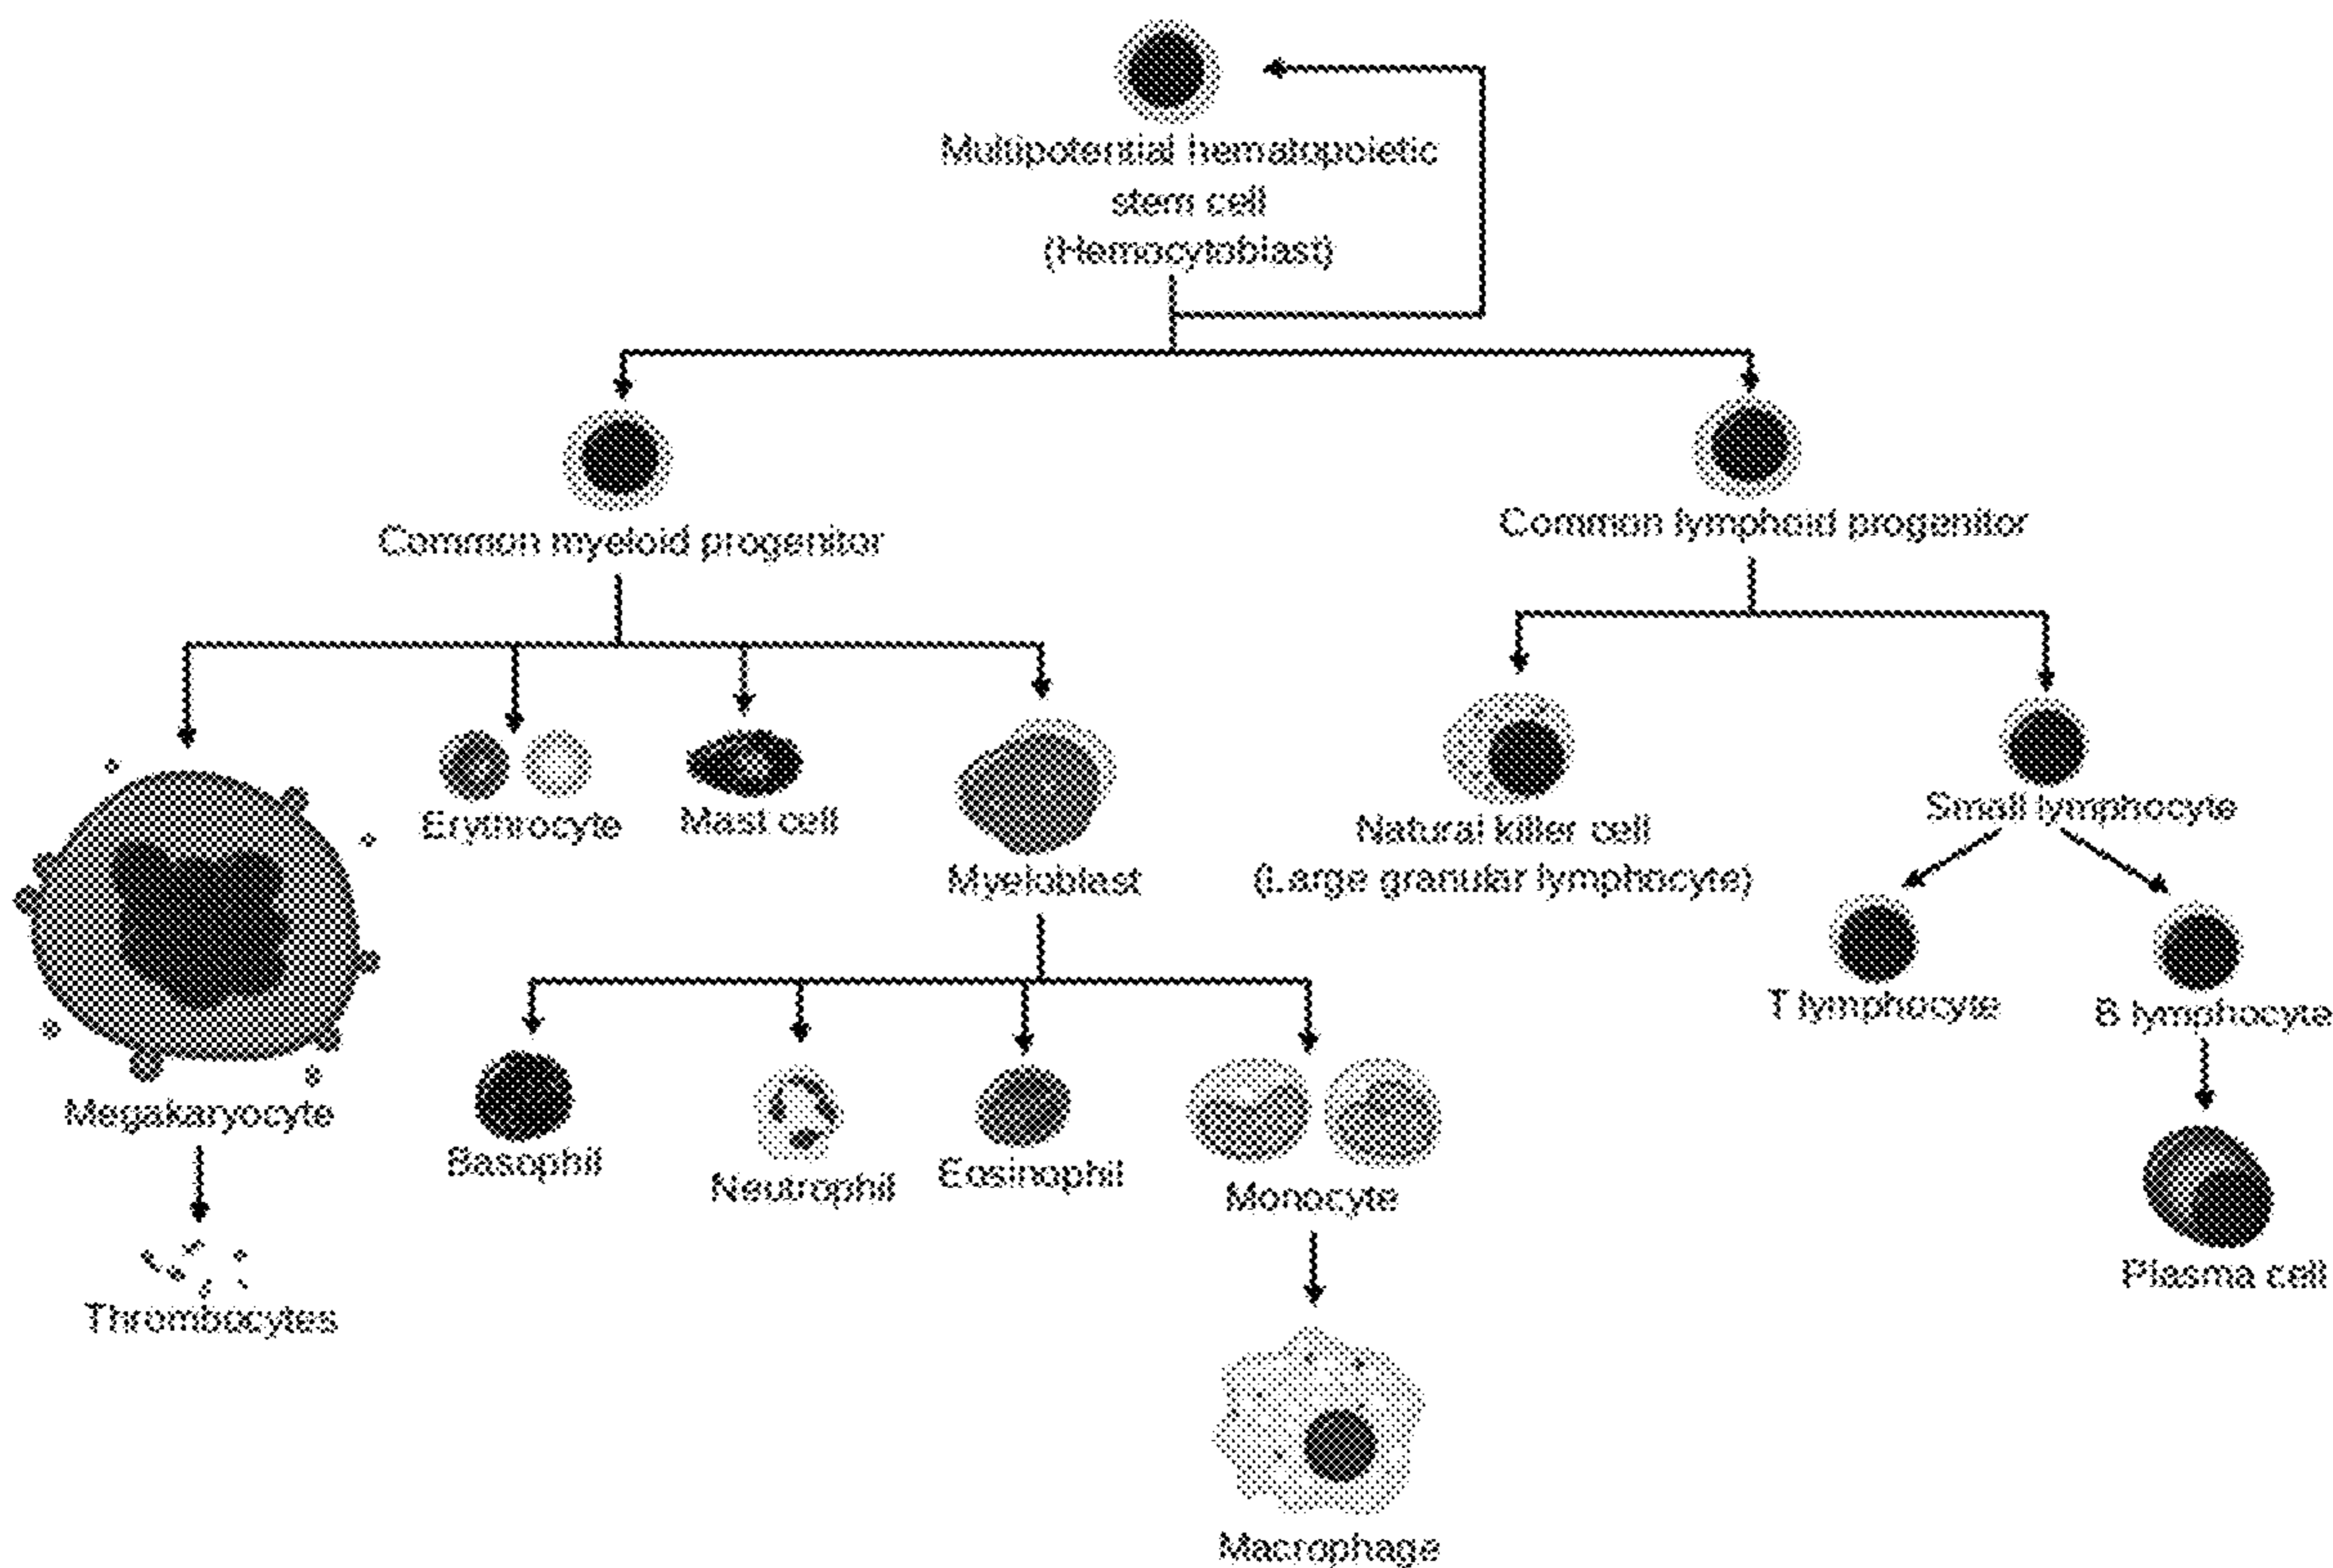 Multipotential hematopoietic
stem cell
(Hemocytoblast)
Common myeloid progenitor
Common lymphoid progenitor
Erythrocyte
Mast cell
Myeloblast
Natural killer cell
(Large granular lymphocyte)
Small lymphocyte
T lymphocyte
B lymphocyte
Megakaryocyte
Basophil
Neutrophil
Eosinophil
Monocyte
Plasma cell
Thrombocytes
Macrophage